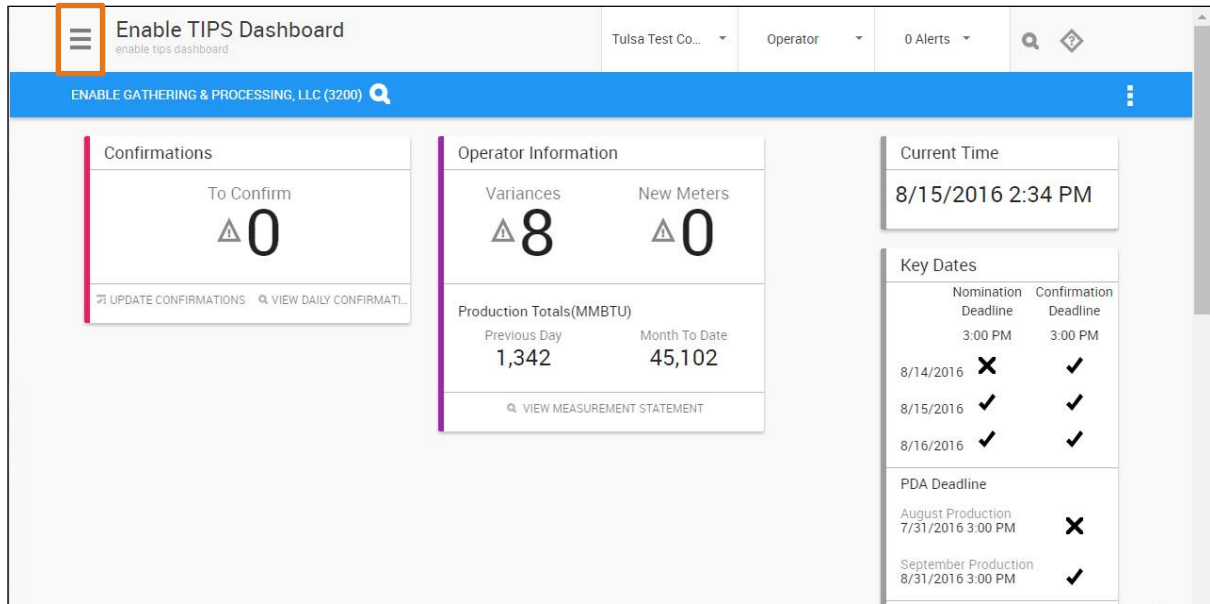 Enable TIPS Dashboard
enable tips dashboard
Tulsa Test Co...
Operator
0 Alerts
ENABLE GATHERING & PROCESSING, LLC (3200)
Confirmations
To Confirm
0
UPDATE CONFIRMATIONS VIEW DAILY CONFIRMATI...
Operator Information
Variances New Meters
8 0
Production Totals(MMBTU)
Previous Day Month To Date
1,342 45,102
VIEW MEASUREMENT STATEMENT
Current Time
8/15/2016 2:34 PM
Key Dates
Nomination Confirmation
Deadline Deadline
3:00 PM 3:00 PM
8/14/2016
8/15/2016
8/16/2016
PDA Deadline
August Production
7/31/2016 3:00 PM
September Production
8/31/2016 3:00 PM